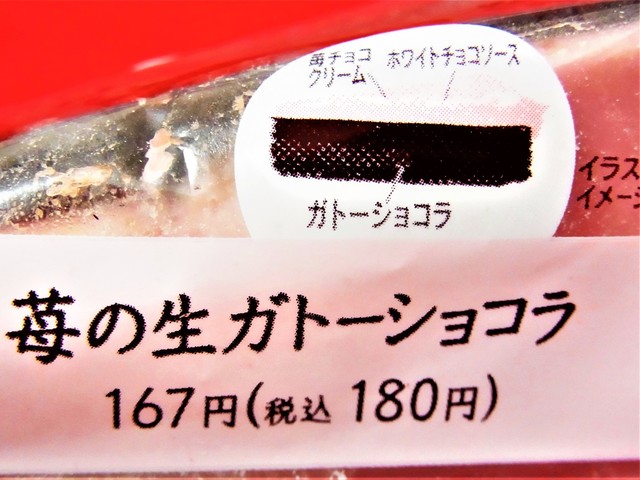 苺チョコ
クリーム
ホワイトチョコソース
ガトーショコラ
イラス
イメージ
苺の生ガトーショコラ
167円(税込 180円)